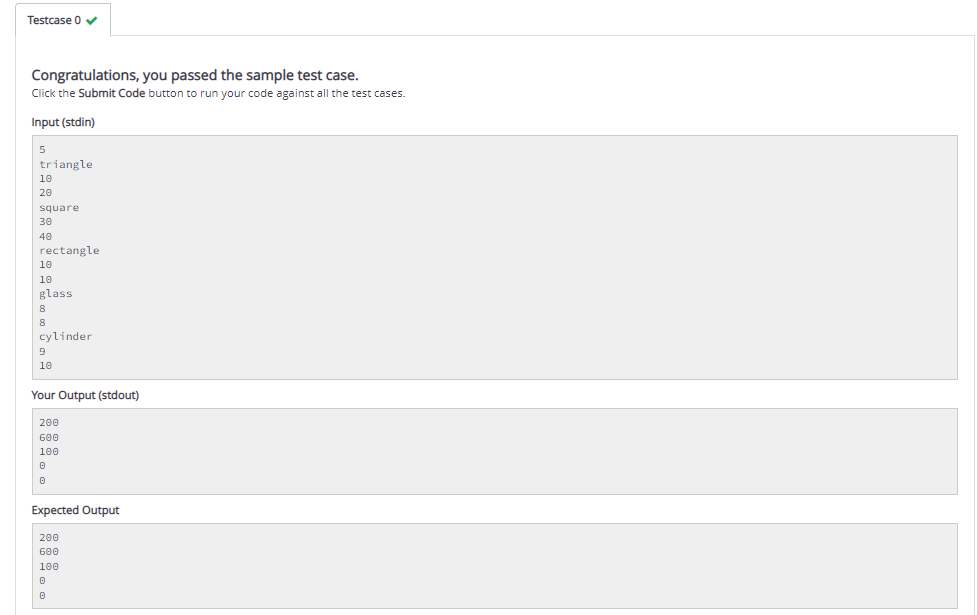 Testcase 0
Congratulations, you passed the sample test case.
Click the Submit Code button to run your code against all the test cases.
Input (stdin)
5
triangle
10
20
square
30
40
rectangle
10
10
glass
8
8
cylinder
9
10
Your Output (stdout)
200
600
100
0
0
Expected Output
200
600
100
0
0